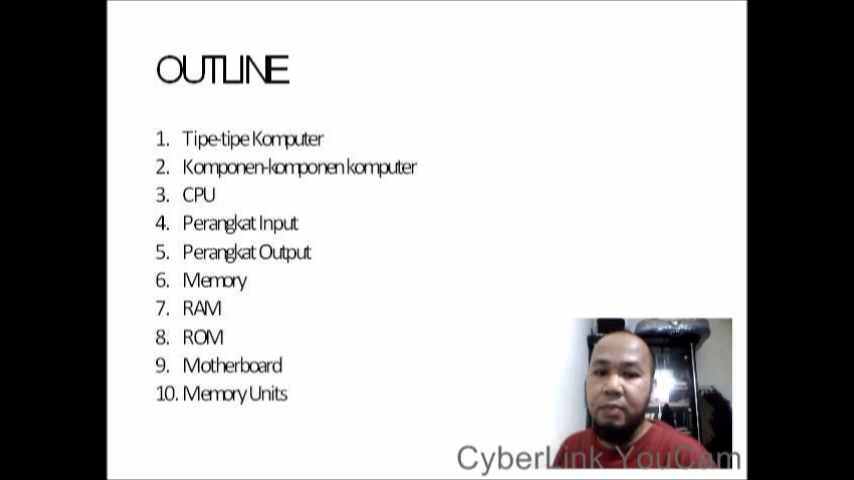 OUTLINE
1. Tipe-tipe Komputer
2. Komponen-komponen komputer
3. CPU
4. Perangkat Input
5. Perangkat Output
6. Memory
7. RAM
8. ROM
9. Motherboard
10. Memory Units
CyberLink YouCam